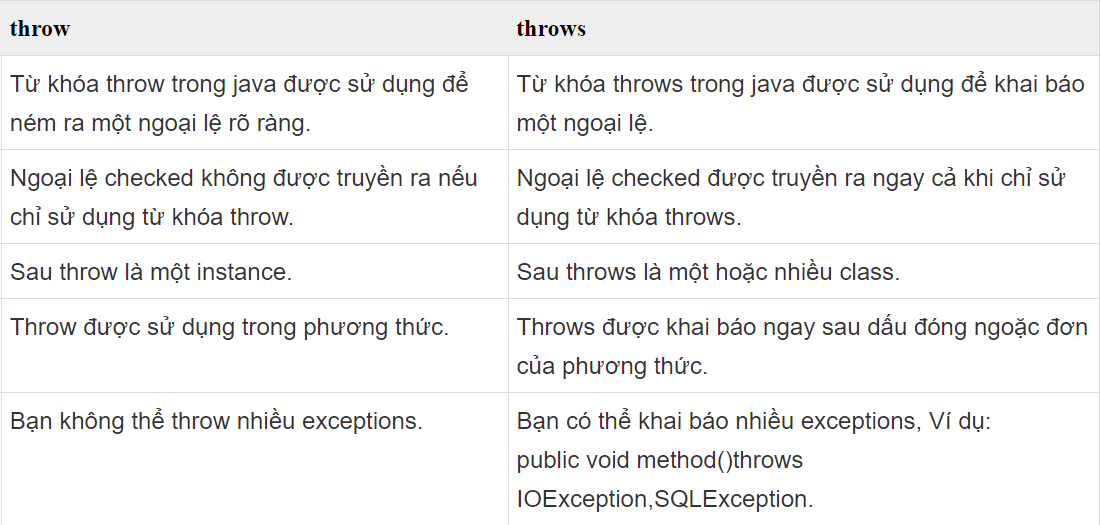 throw
throws
Từ khóa throw trong java được sử dụng để
ném ra một ngoại lệ rõ ràng.
Từ khóa throws trong java được sử dụng để khai báo
một ngoại lệ.
Ngoại lệ checked không được truyền ra nếu
chỉ sử dụng từ khóa throw.
Ngoại lệ checked được truyền ra ngay cả khi chỉ sử
dụng từ khóa throws.
Sau throw là một instance.
Sau throws là một hoặc nhiều class.
Throw được sử dụng trong phương thức.
Throws được khai báo ngay sau dấu đóng ngoặc đơn
của phương thức.
Bạn không thể throw nhiều exceptions.
Bạn có thể khai báo nhiều exceptions, Ví dụ:
public void method()throws
IOException,SQLException.